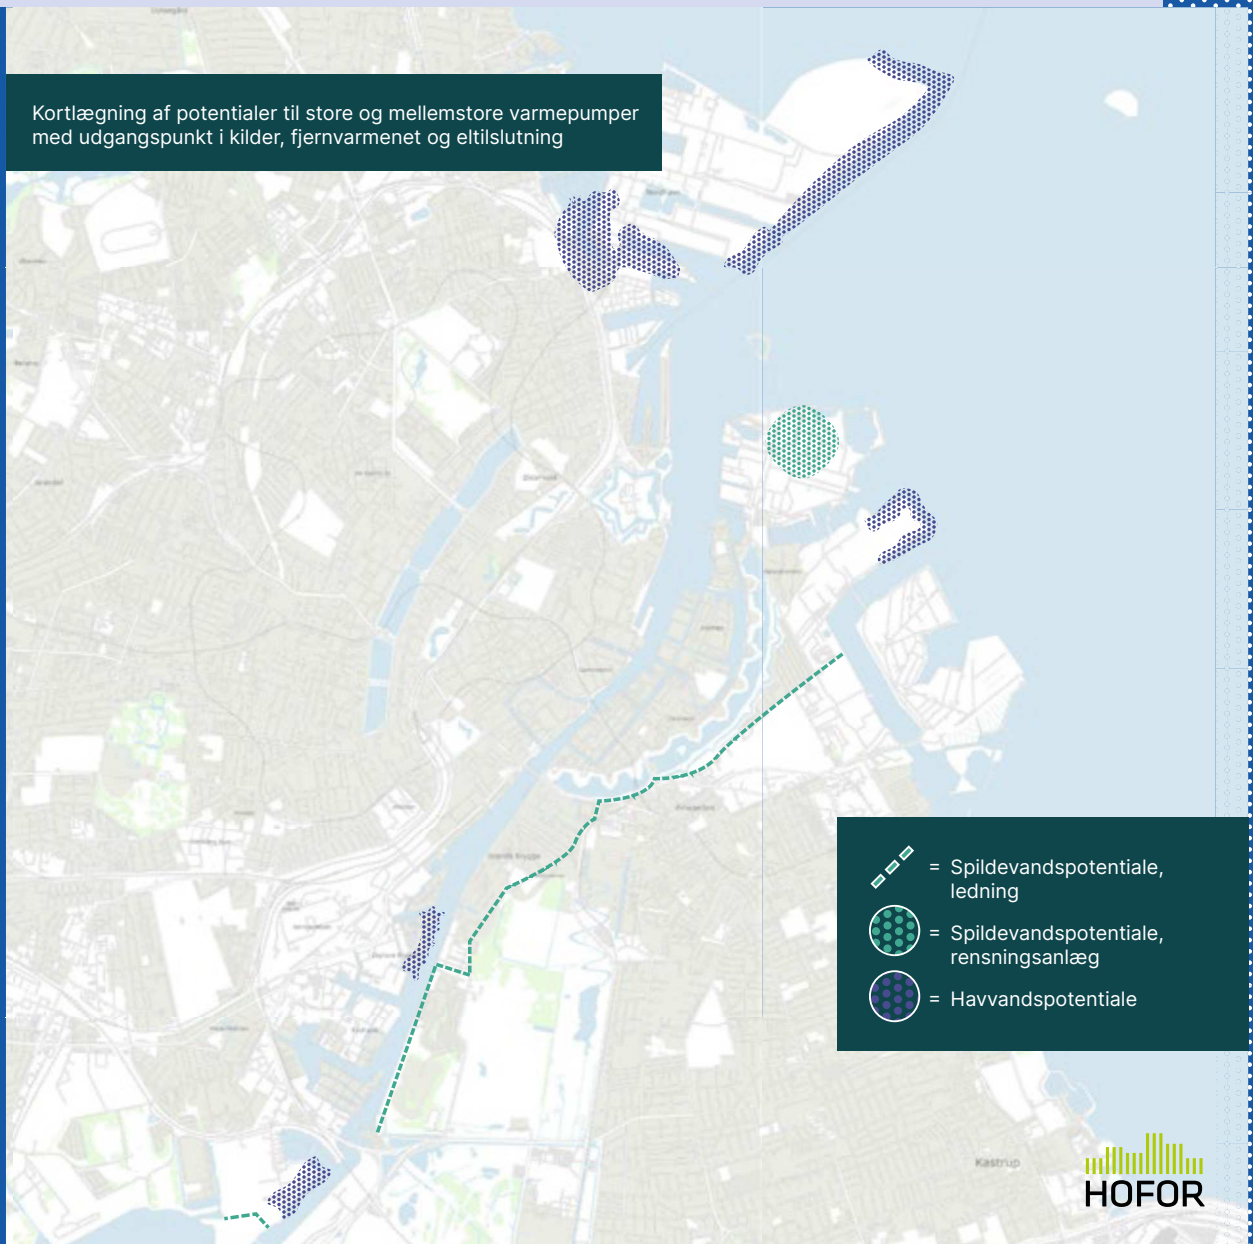 Kortlægning af potentialer til store og mellemstore varmepumper
med udgangspunkt i kilder, fjernvarmenet og eltilslutning
= Spildevandspotentiale,
ledning
= Spildevandspotentiale,
rensningsanlæg
= Havvandspotentiale
Kastrup
HOFOR